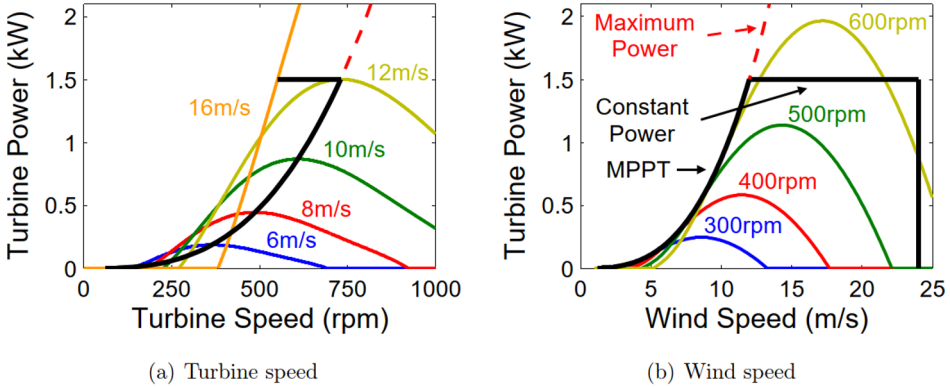 Turbine Power (kW)
2
1.5
1
0.5
0
0
250
500
750
1000
Turbine Speed (rpm)
16m/s
12m/s
10m/s
8m/s
6m/s
(a) Turbine speed
Turbine Power (kW)
2
1.5
1
0.5
0
0
5
10
15
20
25
Wind Speed (m/s)
Maximum
Power
600rpm
Constant
Power
500rpm
MPPT
400rpm
300rpm
(b) Wind speed